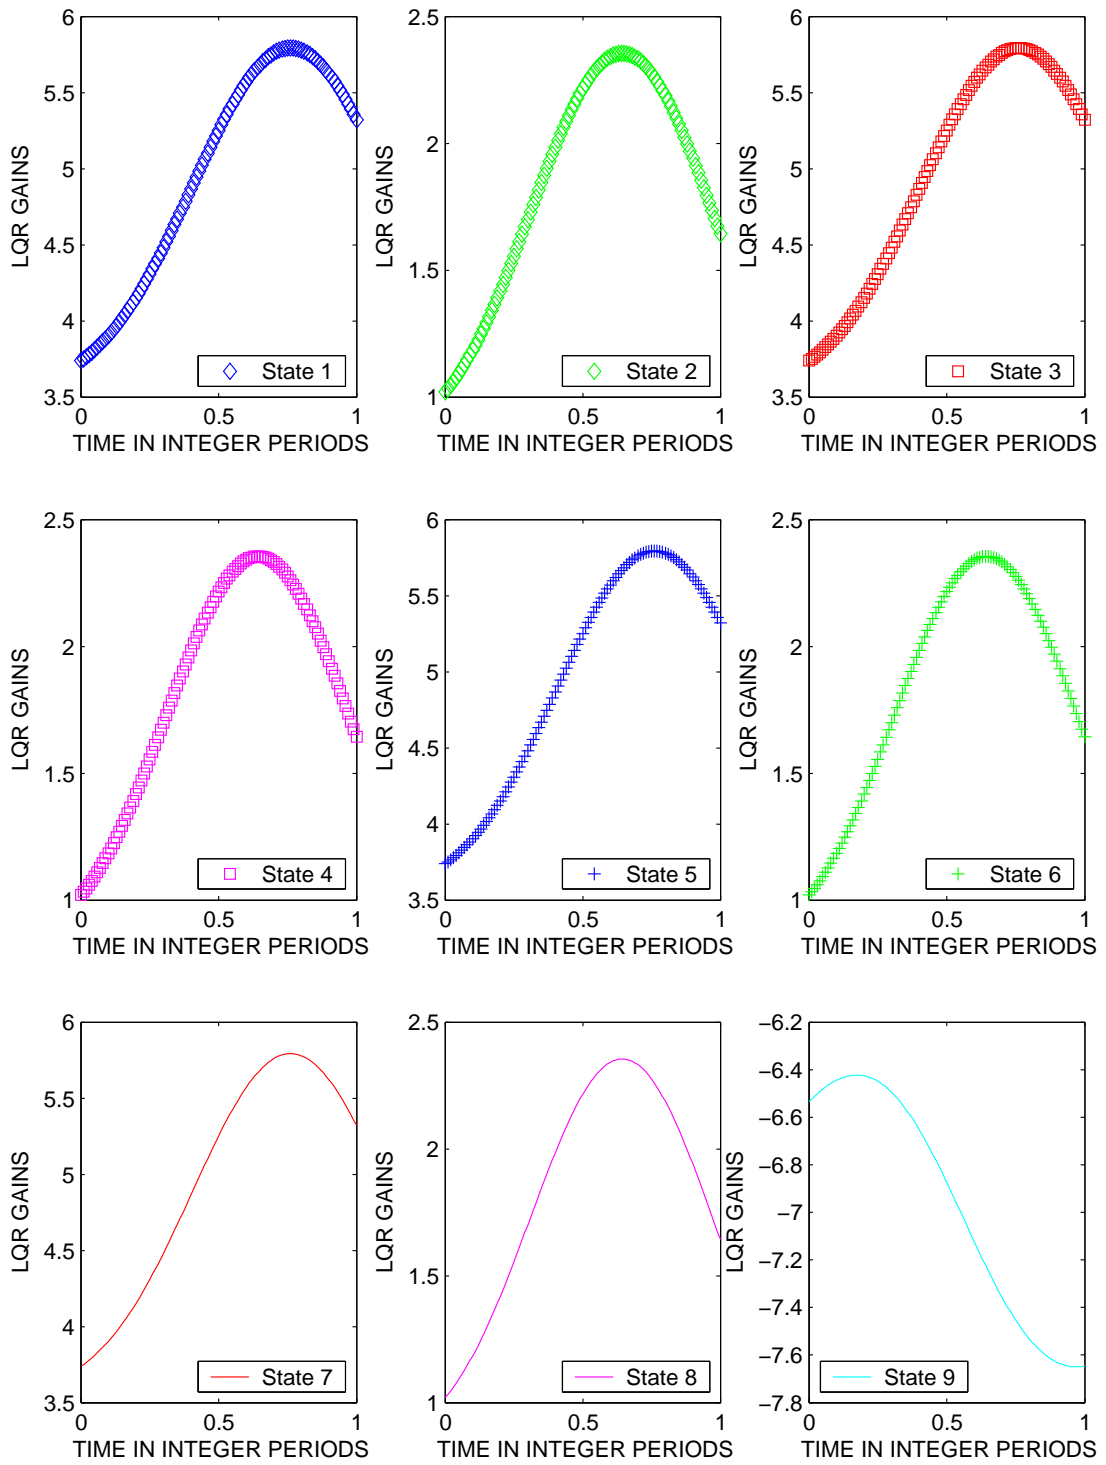 6
5.5
5
4.5
4
3.5
0
0.5
1
LQR GAINS
TIME IN INTEGER PERIODS
State 1
2.5
2
1.5
1
0
0.5
1
LQR GAINS
TIME IN INTEGER PERIODS
State 2
6
5.5
5
4.5
4
3.5
0
0.5
1
LQR GAINS
TIME IN INTEGER PERIODS
State 3
2.5
2
1.5
1
0
0.5
1
LQR GAINS
TIME IN INTEGER PERIODS
State 4
6
5.5
5
4.5
4
3.5
0
0.5
1
LQR GAINS
TIME IN INTEGER PERIODS
State 5
2.5
2
1.5
1
0
0.5
1
LQR GAINS
TIME IN INTEGER PERIODS
State 6
6
5.5
5
4.5
4
3.5
0
0.5
1
LQR GAINS
TIME IN INTEGER PERIODS
State 7
2.5
2
1.5
1
0
0.5
1
LQR GAINS
TIME IN INTEGER PERIODS
State 8
−6.2
−6.4
−6.6
−6.8
−7
−7.2
−7.4
−7.6
−7.8
0
0.5
1
LQR GAINS
TIME IN INTEGER PERIODS
State 9